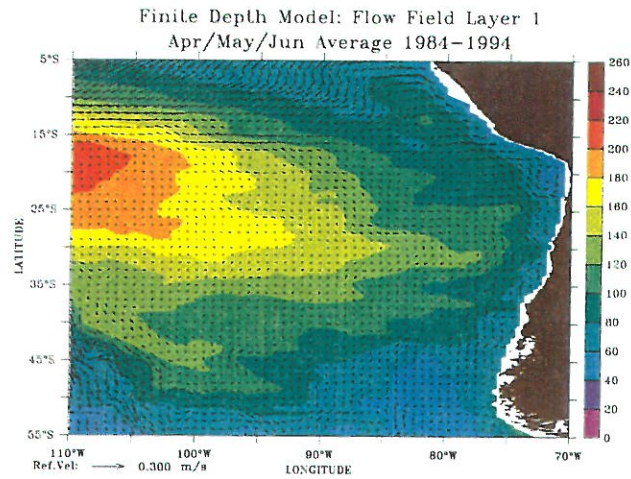 Finite Depth Model: Flow Field Layer 1
Apr/May/Jun Average 1984-1994
5°S
15°S
25°S
35°S
45°S
55°S
LATITUDE
110°W 100°W 90°W 80°W 70°W
LONGITUDE
Ref.Vel: 0.300 m/s
260
240
220
200
180
160
140
120
100
80
60
40
20
0